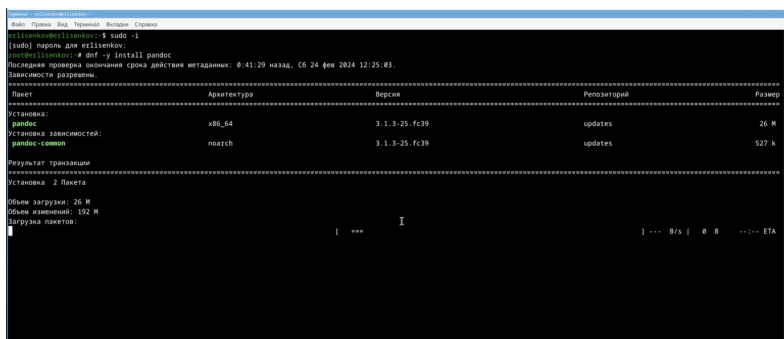 Терминал - erlisenkov@erlisenkov:~
Файл Правка Вид Терминал Вкладки Справка
erlisenkov@erlisenkov:~$ sudo -i
[sudo] пароль для erlisenkov:
root@erlisenkov:~# dnf -y install pandoc
Последняя проверка окончания срока действия метаданных: 0:41:29 назад, Сб 24 фев 2024 12:25:03.
Зависимости разрешены.
Пакет Архитектура Версия Репозиторий Размер
Установка:
pandoc x86_64 3.1.3-25.fc39 updates 26 M
Установка зависимостей:
pandoc-common noarch 3.1.3-25.fc39 updates 527 k
Результат транзакции
Установка 2 Пакета
Объем загрузки: 26 M
Объем изменений: 192 M
Загрузка пакетов:
[ === ] --- B/s | 0 B --:-- ETA